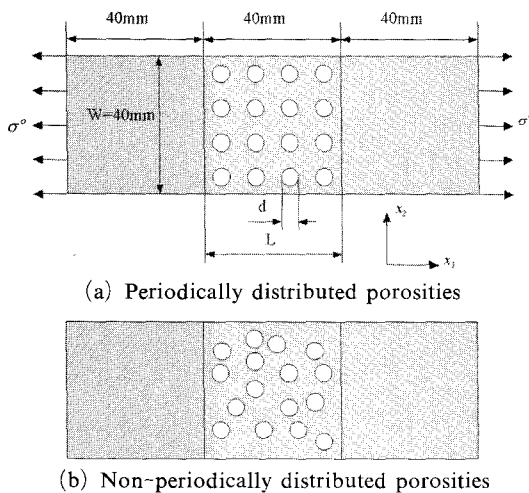 40mm 40mm 40mm
W=40mm
σ° σ°
d
L
x₂
x₁
(a) Periodically distributed porosities
(b) Non-periodically distributed porosities